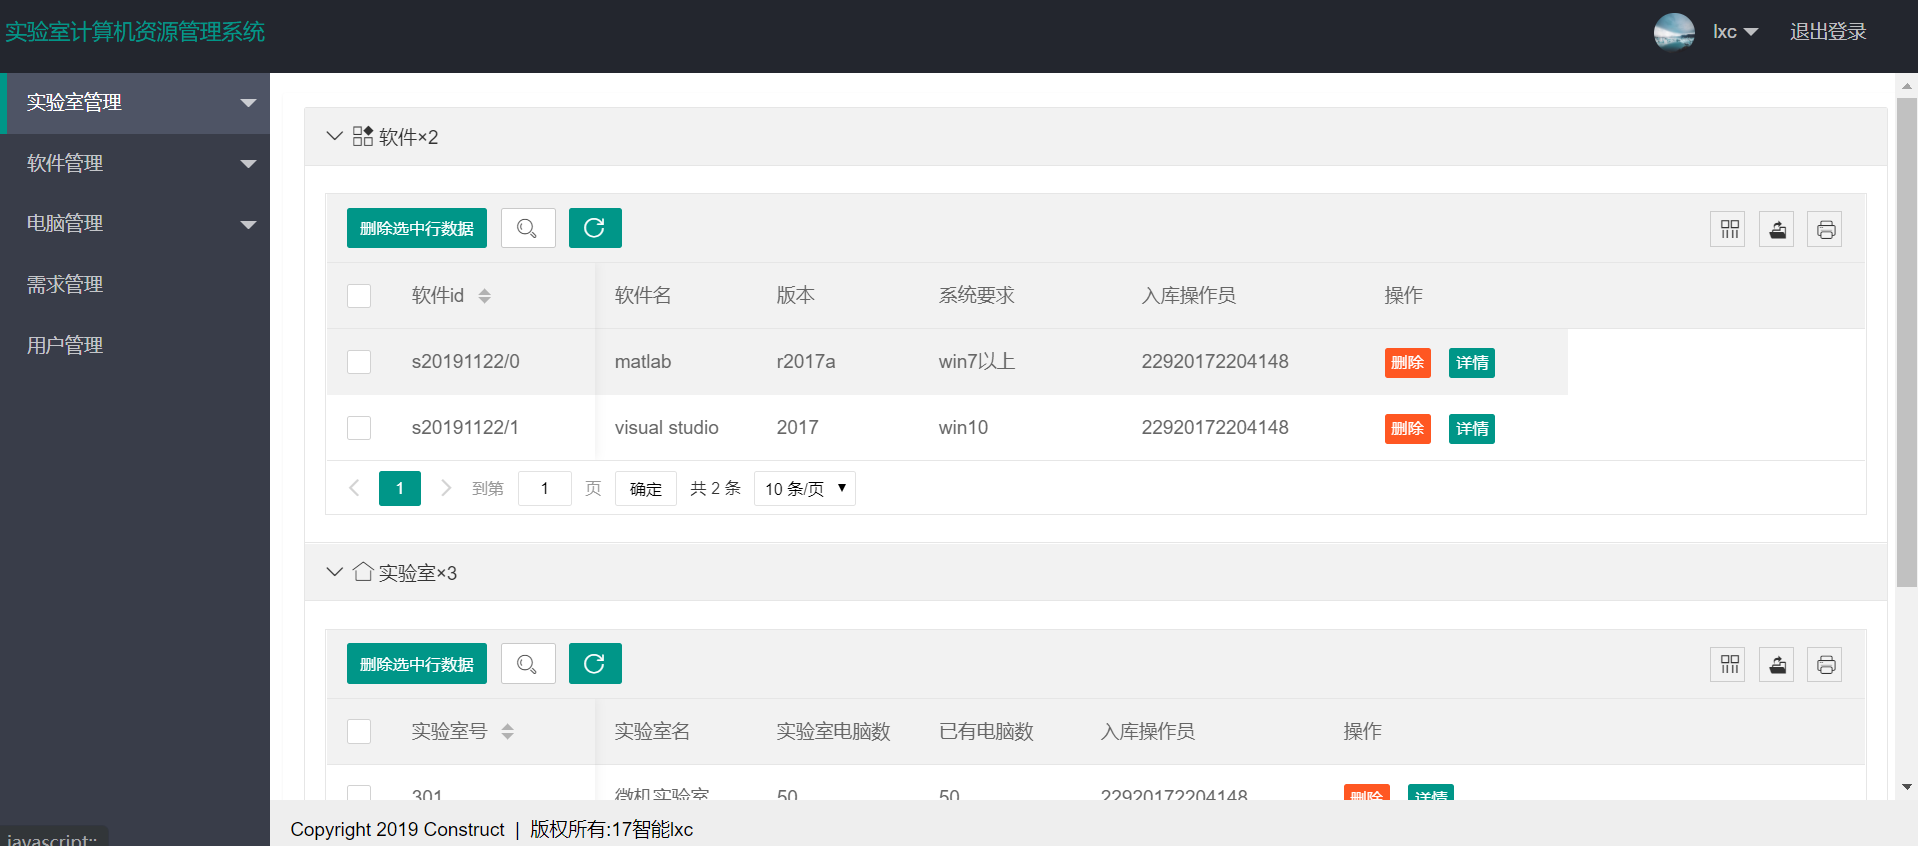 实验室计算机资源管理系统
lxc
退出登录
实验室管理
软件管理
电脑管理
需求管理
用户管理
软件×2
删除选中行数据
软件id 软件名 版本 系统要求 入库操作员 操作
s20191122/0 matlab r2017a win7以上 22920172204148 删除 详情
s20191122/1 visual studio 2017 win10 22920172204148 删除 详情
1 到第 1 页 确定 共 2 条 10 条/页
实验室×3
删除选中行数据
实验室号 实验室名 实验室电脑数 已有电脑数 入库操作员 操作
301 微机实验室 50 50 22920172204148 删除 详情
Copyright 2019 Construct | 版权所有:17智能lxc
javascript:;